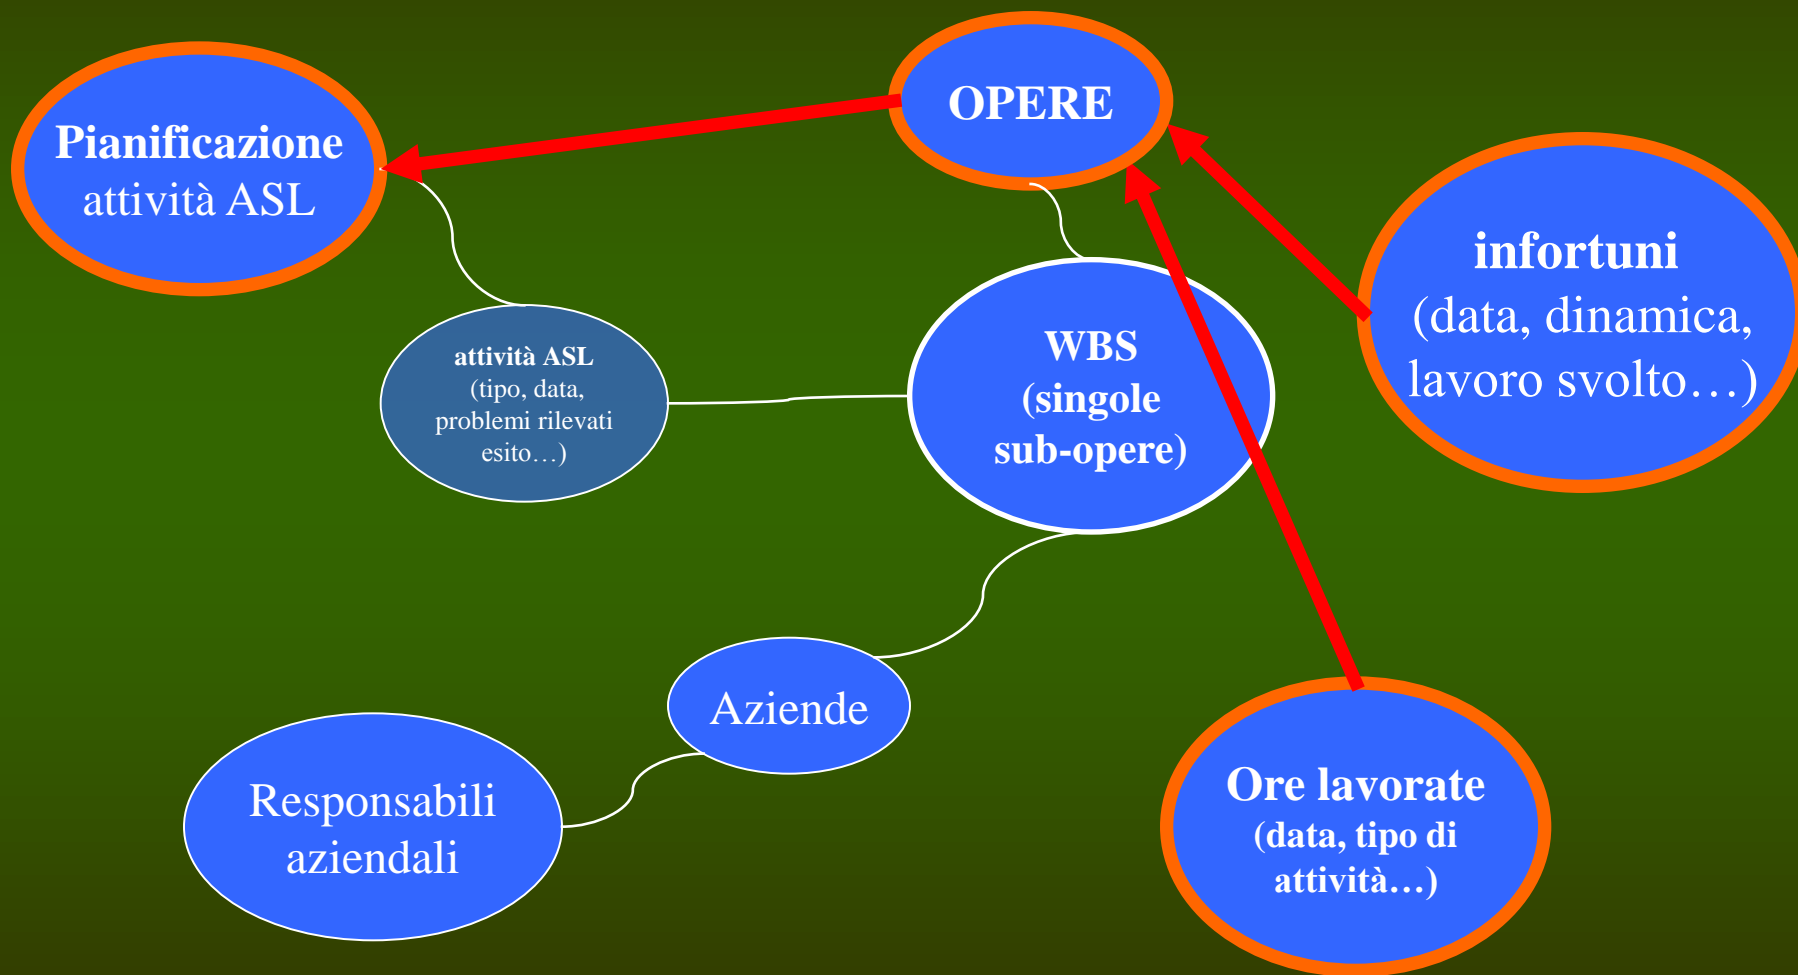 Pianificazione
attività ASL
OPERE
infortuni
(data, dinamica,
lavoro svolto…)
WBS
(singole
sub-opere)
attività ASL
(tipo, data,
problemi rilevati
esito…)
Aziende
Responsabili
aziendali
Ore lavorate
(data, tipo di
attività…)